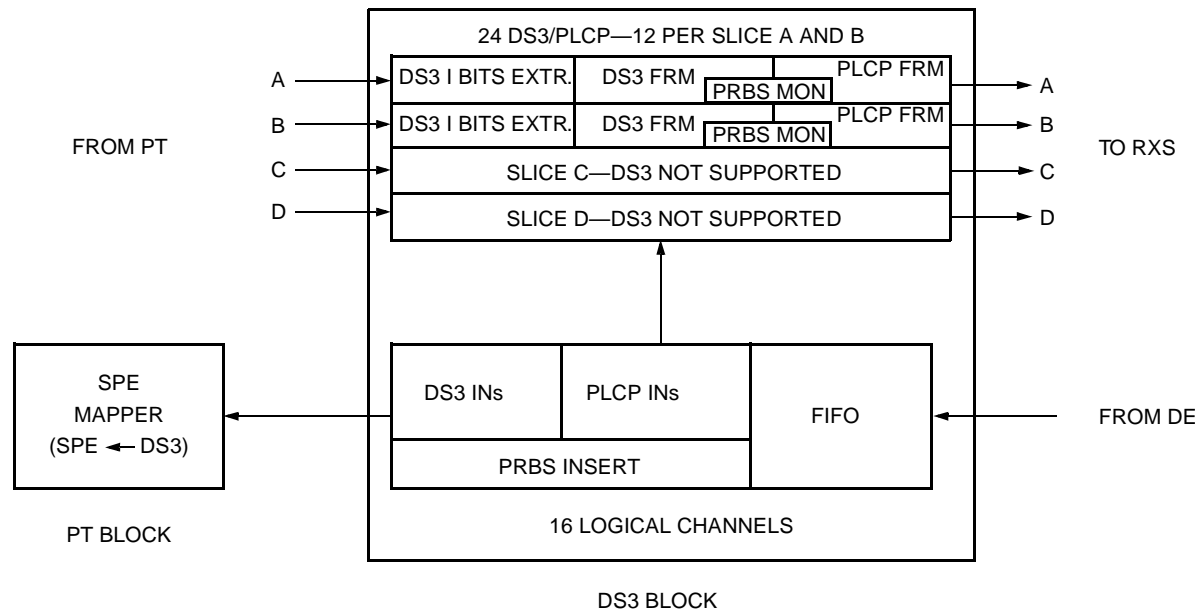 24 DS3/PLCP—12 PER SLICE A AND B
A
DS3 I BITS EXTR.
DS3 FRM
PRBS MON
PLCP FRM
A
B
DS3 I BITS EXTR.
DS3 FRM
PRBS MON
PLCP FRM
B
FROM PT
TO RXS
C
SLICE C—DS3 NOT SUPPORTED
C
D
SLICE D—DS3 NOT SUPPORTED
D
SPE
MAPPER
(SPE ← DS3)
DS3 INs
PLCP INs
FIFO
FROM DE
PRBS INSERT
PT BLOCK
16 LOGICAL CHANNELS
DS3 BLOCK